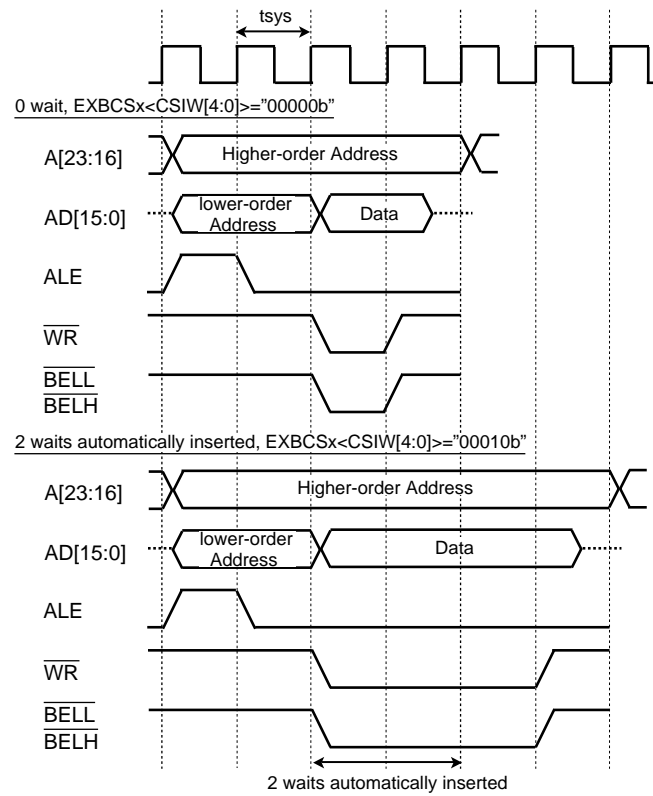 tsys
0 wait, EXBCSx<CSIW[4:0]>="00000b"
A[23:16]
Higher-order Address
AD[15:0]
lower-order
Address
Data
ALE
WR
BELL
BELH
2 waits automatically inserted, EXBCSx<CSIW[4:0]>="00010b"
A[23:16]
Higher-order Address
AD[15:0]
lower-order
Address
Data
ALE
WR
BELL
BELH
2 waits automatically inserted